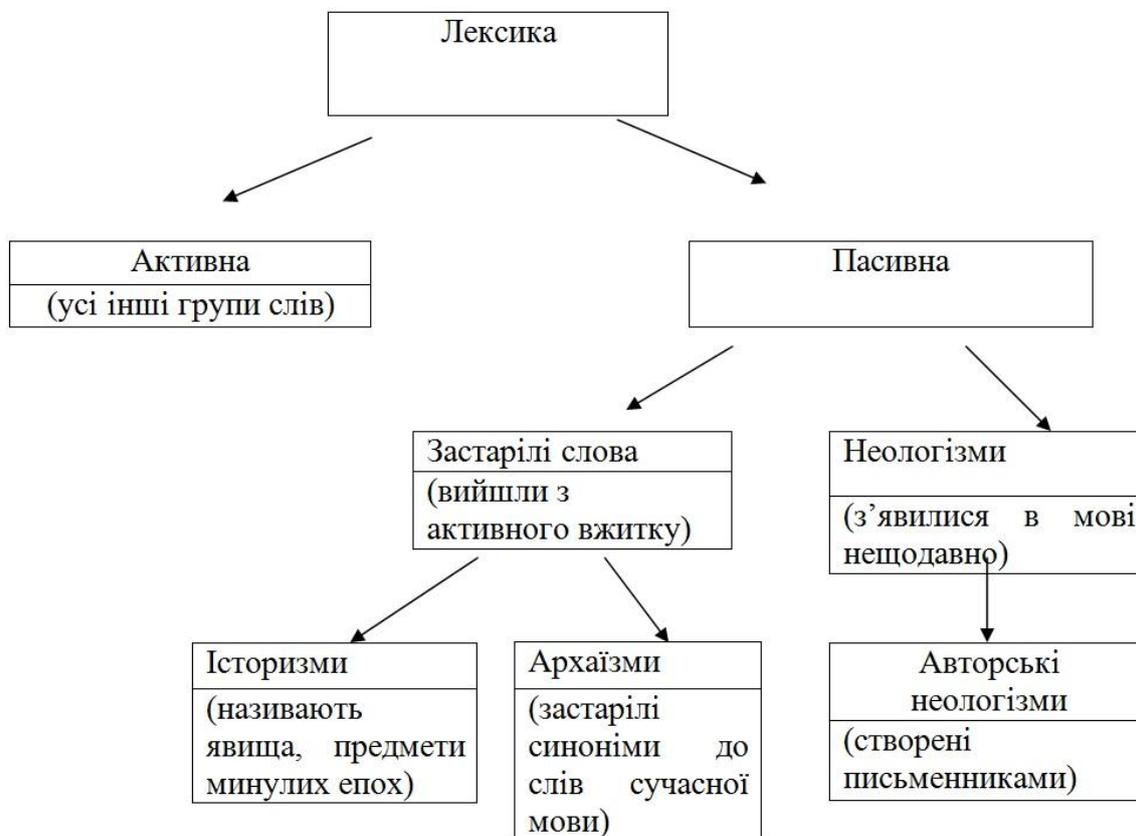 Лексика
Активна
(усі інші групи слів)
Пасивна
Застарілі слова
(вийшли з
активного вжитку)
Неологізми
(з’явилися в мові
нещодавно)
Історизми
(називають
явища, предмети
минулих епох)
Архаїзми
(застарілі
синоніми до
слів сучасної
мови)
Авторські
неологізми
(створені
письменниками)